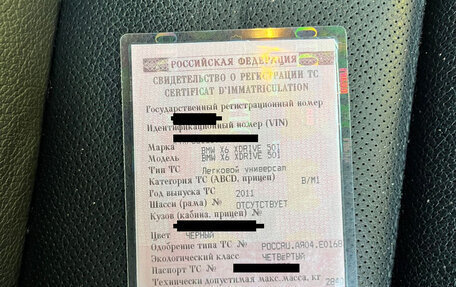 РОССИЙСКАЯ ФЕДЕРАЦИЯ
СВИДЕТЕЛЬСТВО О РЕГИСТРАЦИИ ТС
CERTIFICAT D'IMMATRICULATION
Государственный регистрационный номер
Идентификационный номер (VIN)
Марка BMW X6 XDRIVE 50I
Модель BMW X6 XDRIVE 50I
Тип ТС Легковой универсал
Категория ТС (ABCD, прицеп) B/M1
Год выпуска ТС 2011
Шасси (рама) № ОТСУТСТВУЕТ
Кузов (кабина, прицеп) №
Цвет ЧЕРНЫЙ
Одобрение типа ТС № РОССRU.АЯ04.Е0168
Экологический класс ЧЕТВЕРТЫЙ
Паспорт ТС №
Технически допустимая макс.масса, кг